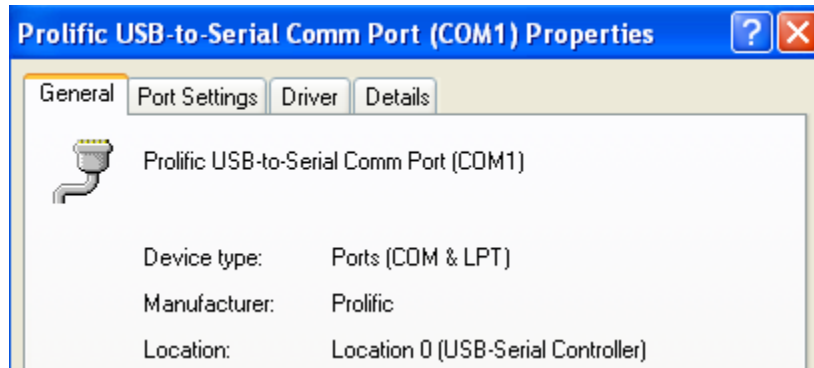 Prolific USB-to-Serial Comm Port (COM1) Properties ?
General Port Settings Driver Details
Prolific USB-to-Serial Comm Port (COM1)
Device type: Ports (COM & LPT)
Manufacturer: Prolific
Location: Location 0 (USB-Serial Controller)